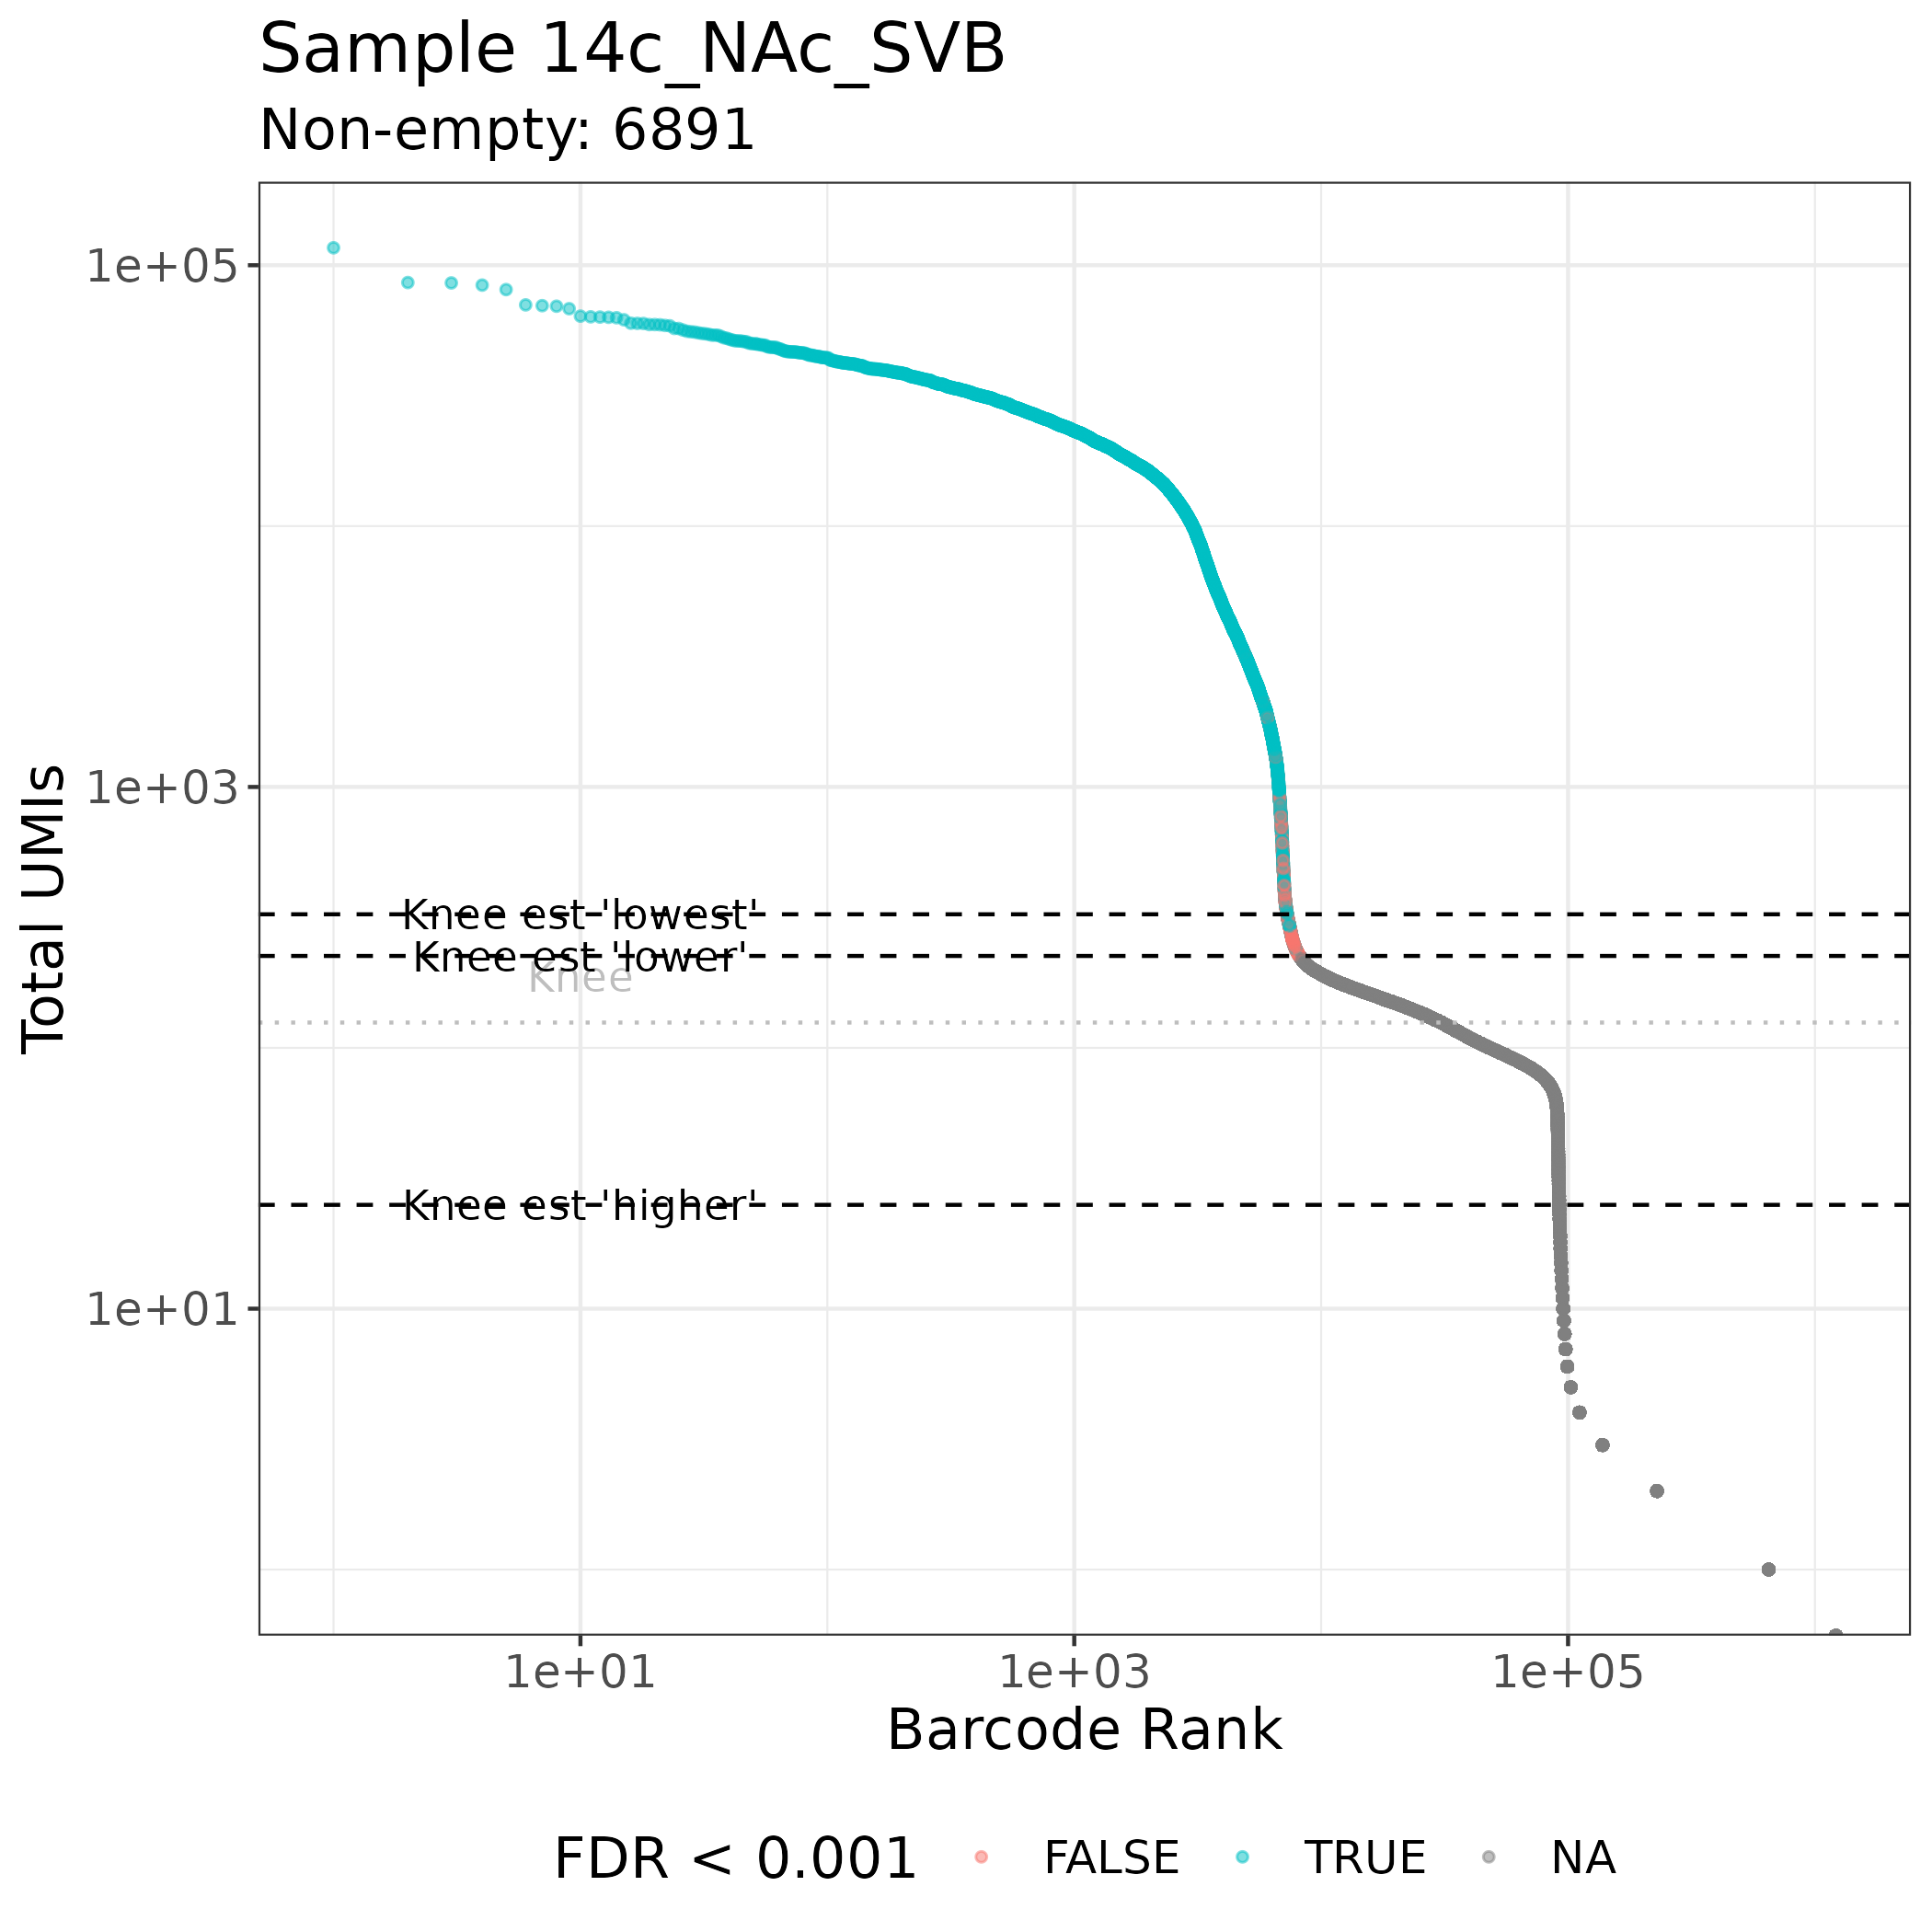 Sample 14c_NAc_SVB
Non-empty: 6891
Total UMIs
1e+05
1e+03
Knee est 'lowest'
Knee est 'lower'
Knee
Knee est 'higher'
1e+01
1e+01 1e+03 1e+05
Barcode Rank
FDR < 0.001 FALSE TRUE NA